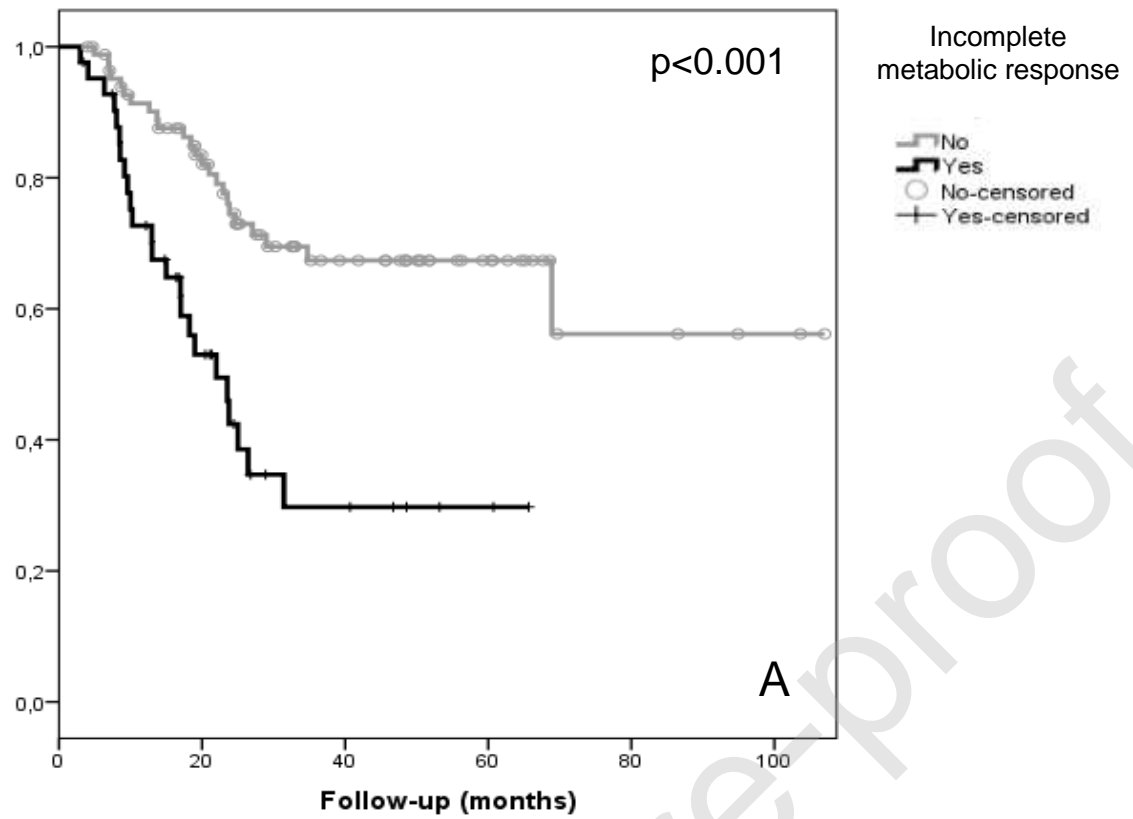 p<0.001
Incomplete
metabolic response
No
Yes
No-censored
Yes-censored
1,0
0,8
0,6
0,4
0,2
0,0
A
0 20 40 60 80 100
Follow-up (months)
e-proof